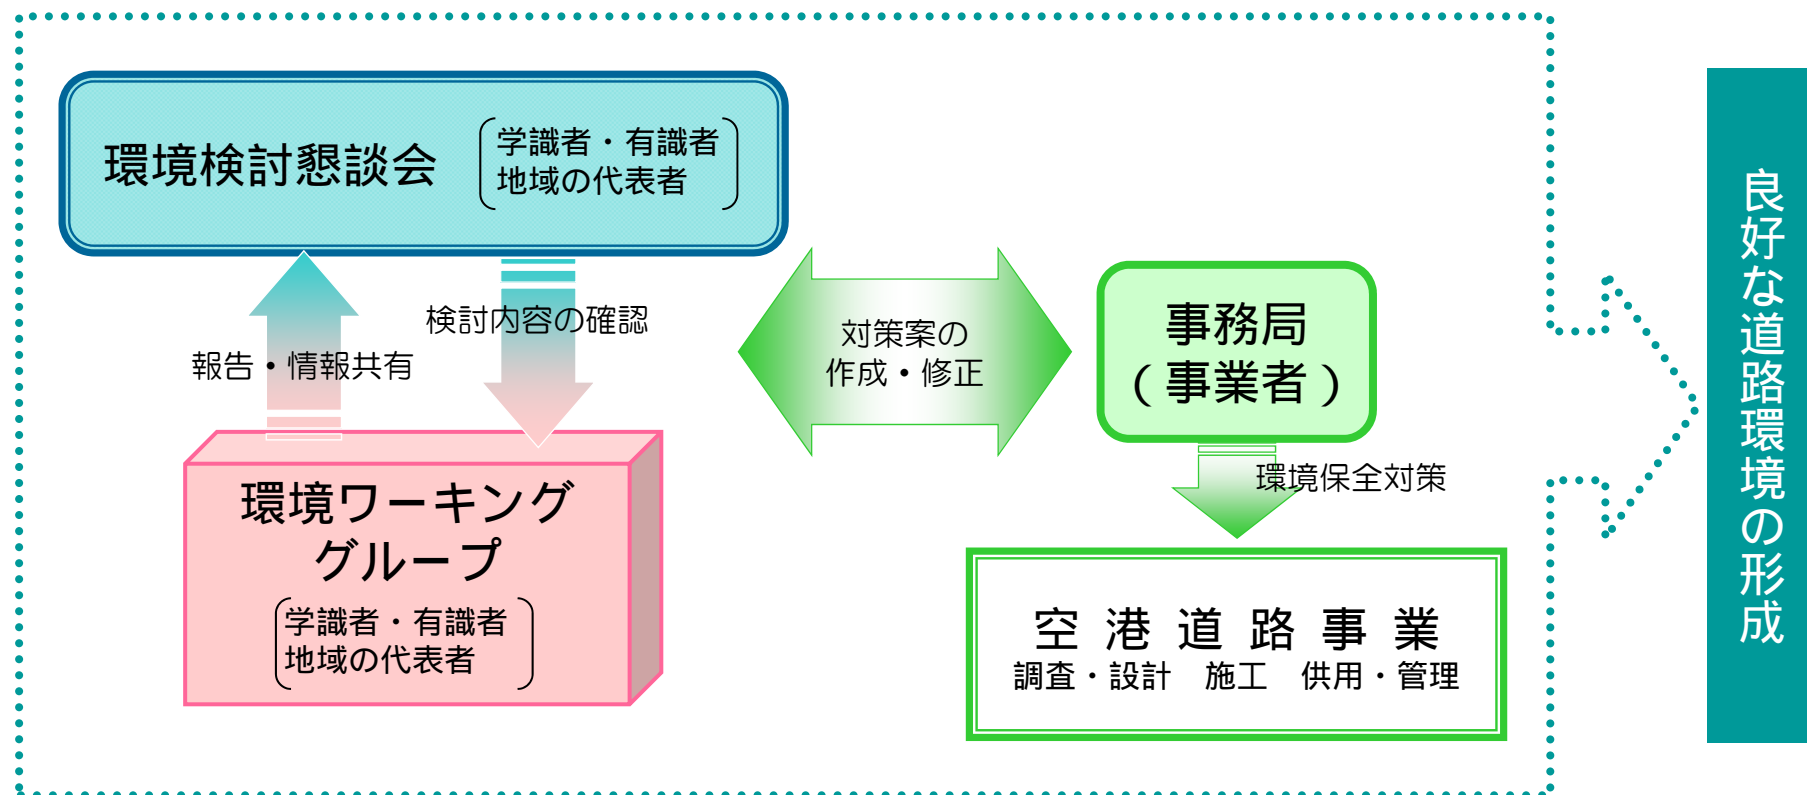 環境検討懇談会
学識者・有識者
地域の代表者
検討内容の確認
報告・情報共有
環境ワーキング
グループ
学識者・有識者
地域の代表者
対策案の
作成・修正
事務局
（事業者）
環境保全対策
空港道路事業
調査・設計　施工　供用・管理
良好な道路環境の形成